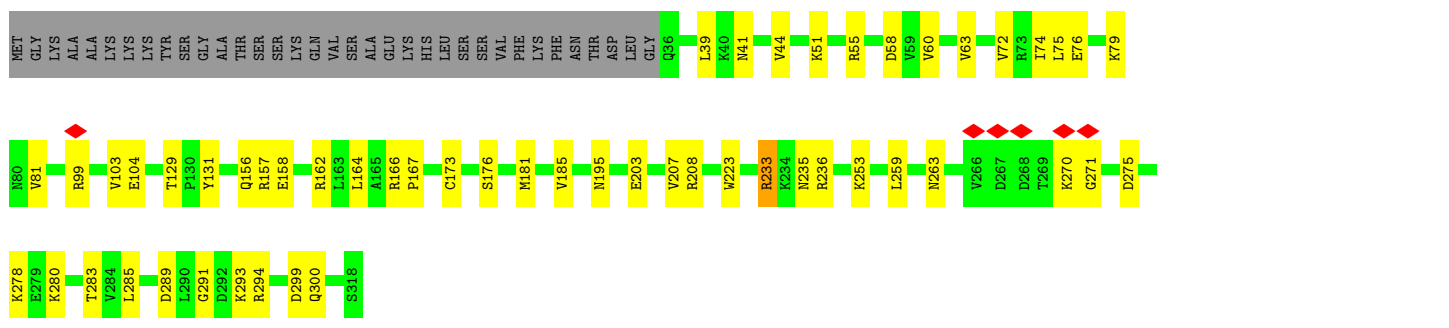 MET GLY LYS ALA ALA LYS LYS LYS TYR SER GLY ALA THR SER SER LYS GLN VAL SER ALA GLU LYS HIS LEU SER SER VAL PHE LYS PHE ASN THR ASP LEU GLY Q36 L39 K40 N41 V44 K51 R55 D58 V59 V60 V63 V72 R73 I74 L75 E76 K79
N80 V81 R99 V103 E104 T129 P130 Y131 Q156 R157 E158 R162 L163 L164 A165 R166 P167 C173 S176 M181 V185 N195 E203 V207 R208 W223 R233 K234 N235 R236 K253 L259 N263 V266 D267 D268 T269 K270 G271 D275
K278 E279 K280 T283 V284 L285 D289 L290 G291 D292 K293 R294 D299 Q300 S318